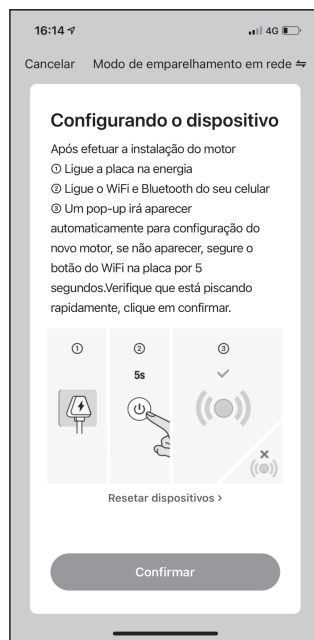 16:14 4G
Cancelar Modo de emparelhamento em rede ⇋
Configurando o dispositivo
Após efetuar a instalação do motor
① Ligue a placa na energia
② Ligue o WiFi e Bluetooth do seu celular
③ Um pop-up irá aparecer
automaticamente para configuração do
novo motor, se não aparecer, segure o
botão do WiFi na placa por 5
segundos.Verifique que está piscando
rapidamente, clique em confirmar.
① ② ③
5s
Resetar dispositivos >
Confirmar